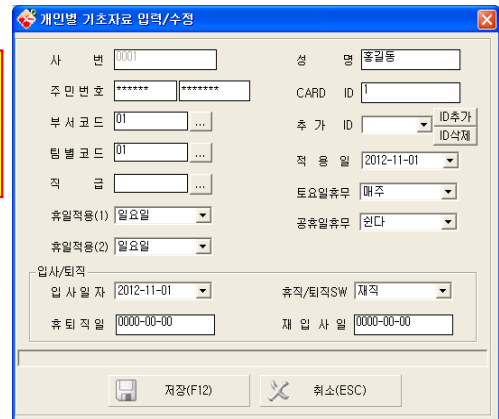 개인별 기초자료 입력/수정
사 번 0001 성 명 홍길동
주민번호 ****** ******* CARD ID 1
부서코드 01 ... 추 가 ID ID추가
ID삭제
팀별코드 01 ... 적 용 일 2012-11-01
직 급 ... 토요일휴무 매주
휴일적용(1) 일요일 공휴일휴무 쉰다
휴일적용(2) 일요일
입사/퇴직
입사일자 2012-11-01 휴직/퇴직SW 재직
휴퇴직일 0000-00-00 재 입 사 일 0000-00-00
저장(F12) 취소(ESC)